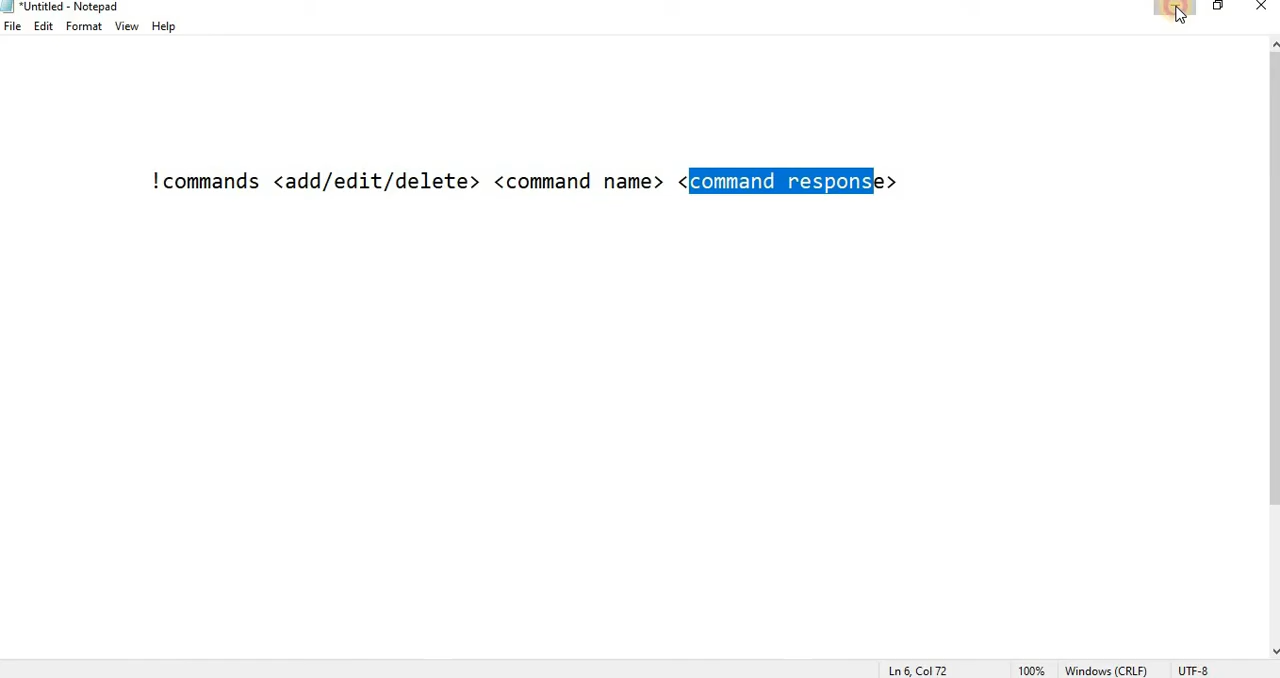 *Untitled - Notepad
File Edit Format View Help
!commands <add/edit/delete> <command name> <command response>
Ln 6, Col 72 100% Windows (CRLF) UTF-8